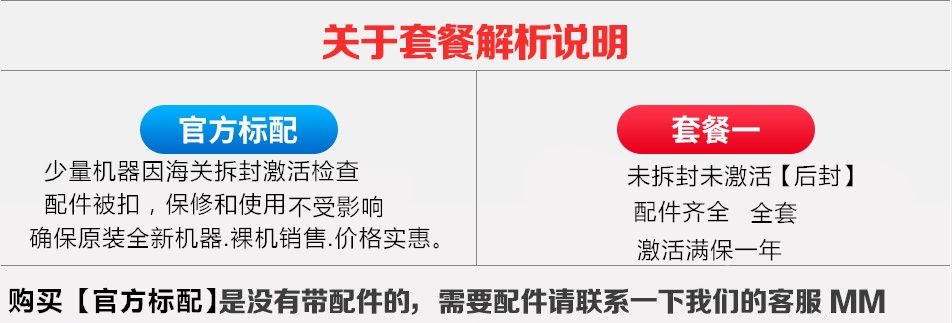 关于套餐解析说明
官方标配
少量机器因海关拆封激活检查
配件被扣，保修和使用不受影响
确保原装全新机器.裸机销售.价格实惠。
套餐一
未拆封未激活【后封】
配件齐全 全套
激活满保一年
购买【官方标配】是没有带配件的，需要配件请联系一下我们的客服 MM